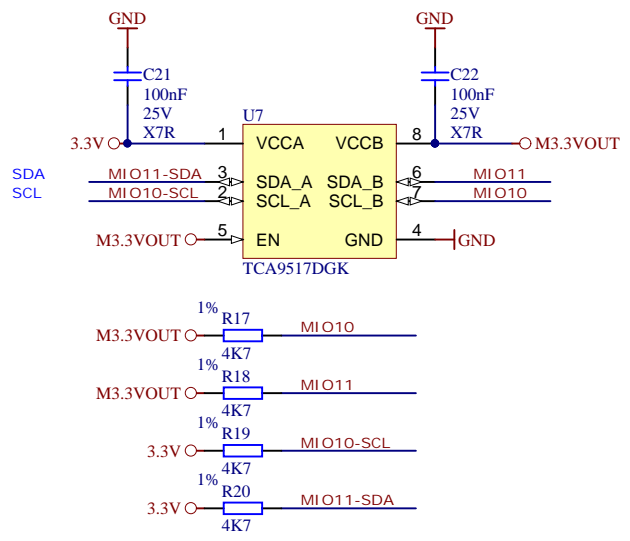 GND GND
C21 C22
100nF 100nF
25V 25V
X7R X7R
U7
3.3V 1 VCCA VCCB 8 M3.3VOUT
SDA MIO11-SDA 3 SDA_A SDA_B 6 MIO11
SCL MIO10-SCL 2 SCL_A SCL_B 7 MIO10
M3.3VOUT 5 EN GND 4 GND
TCA9517DGK
1% R17
M3.3VOUT MIO10
4K7
1% R18
M3.3VOUT MIO11
4K7
1% R19
3.3V MIO10-SCL
4K7
1% R20
3.3V MIO11-SDA
4K7